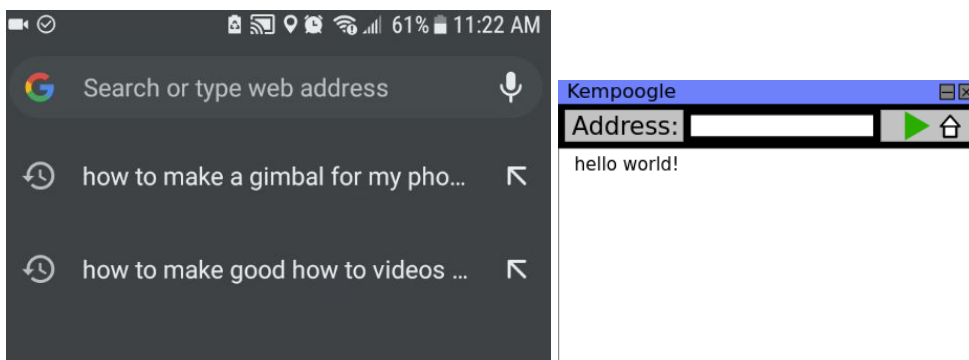 61% 11:22 AM
Search or type web address
how to make a gimbal for my pho...
how to make good how to videos ...
Kempoogle
Address:
hello world!